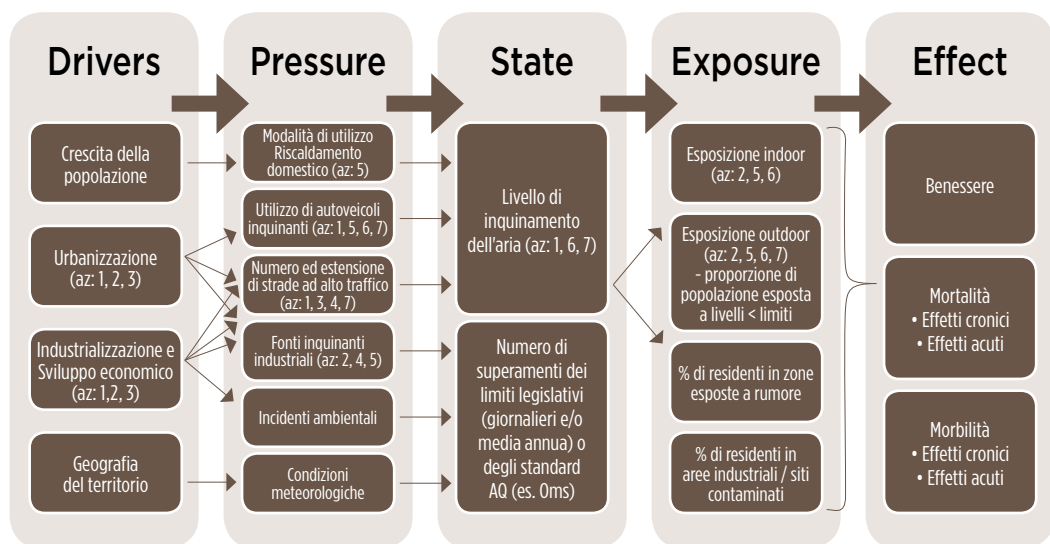 Drivers
Pressure
State
Exposure
Effect
Crescita della
popolazione
Urbanizzazione
(az: 1, 2, 3)
Industrializzazione e
Sviluppo economico
(az: 1,2, 3)
Geografia
del territorio
Modalità di utilizzo
Riscaldamento
domestico (az: 5)
Utilizzo di autoveicoli
inquinanti (az: 1, 5, 6, 7)
Numero ed estensione
di strade ad alto traffico
(az: 1, 3, 4, 7)
Fonti inquinanti
industriali (az: 2, 4, 5)
Incidenti ambientali
Condizioni
meteorologiche
Livello di
inquinamento
dell'aria (az: 1, 6, 7)
Numero di
superamenti dei
limiti legislativi
(giornalieri e/o
media annua) o
degli standard
AQ (es. Oms)
Esposizione indoor
(az: 2, 5, 6)
Esposizione outdoor
(az: 2, 5, 6, 7)
- proporzione di
popolazione esposta
a livelli < limiti
% di residenti in zone
esposte a rumore
% di residenti in
aree industriali / siti
contaminati
Benessere
Mortalità
• Effetti cronici
• Effetti acuti
Morbilità
• Effetti cronici
• Effetti acuti